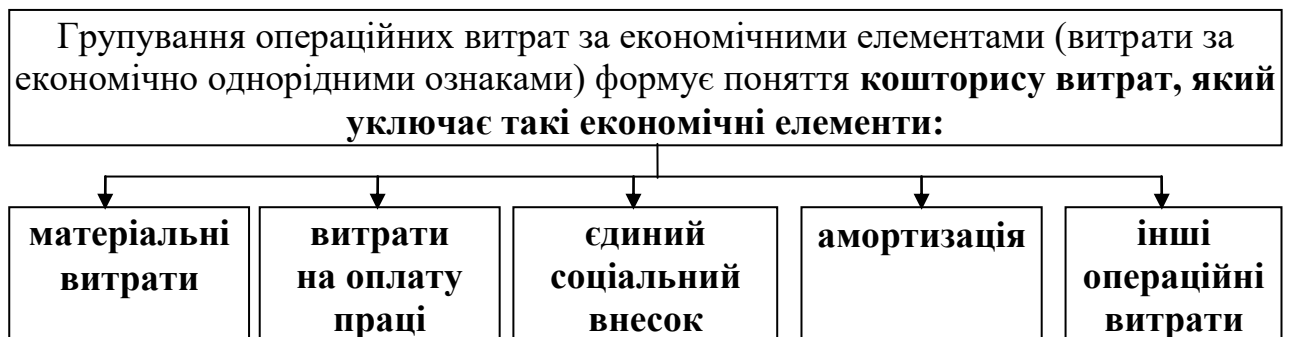 Групування операційних витрат за економічними елементами (витрати за
економічно однорідними ознаками) формує поняття кошторису витрат, який
уключає такі економічні елементи:
матеріальні
витрати
витрати
на оплату
праці
єдиний
соціальний
внесок
амортизація
інші
операційні
витрати